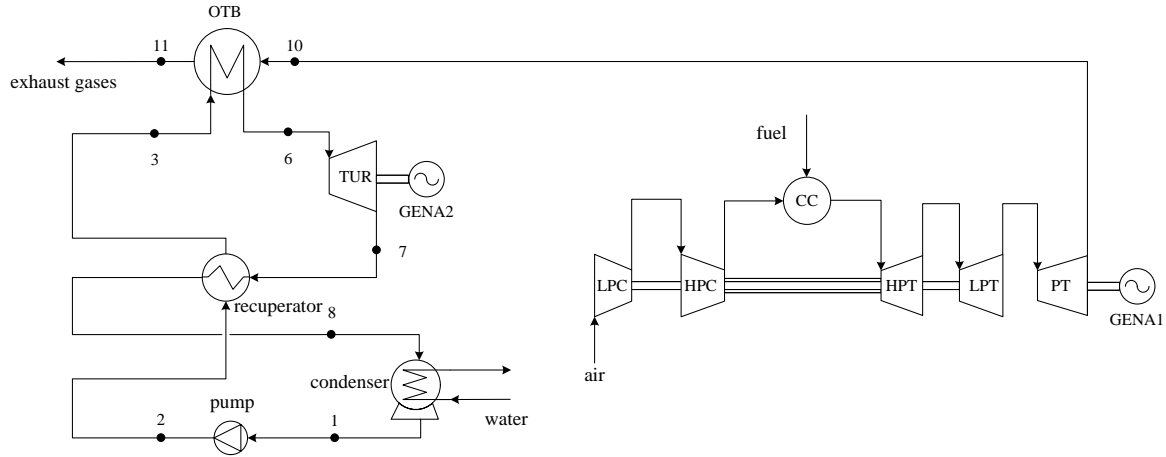 OTB
11
10
exhaust gases
fuel
3
6
TUR
CC
GENA2
7
LPC
HPC
HPT
LPT
PT
recuperator
8
GENA1
air
condenser
pump
water
2
1